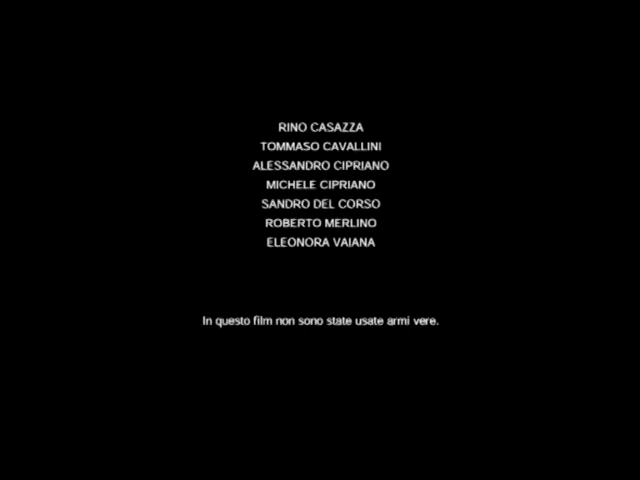 RINO CASAZZA
TOMMASO CAVALLINI
ALESSANDRO CIPRIANO
MICHELE CIPRIANO
SANDRO DEL CORSO
ROBERTO MERLINO
ELEONORA VAIANA
In questo film non sono state usate armi vere.